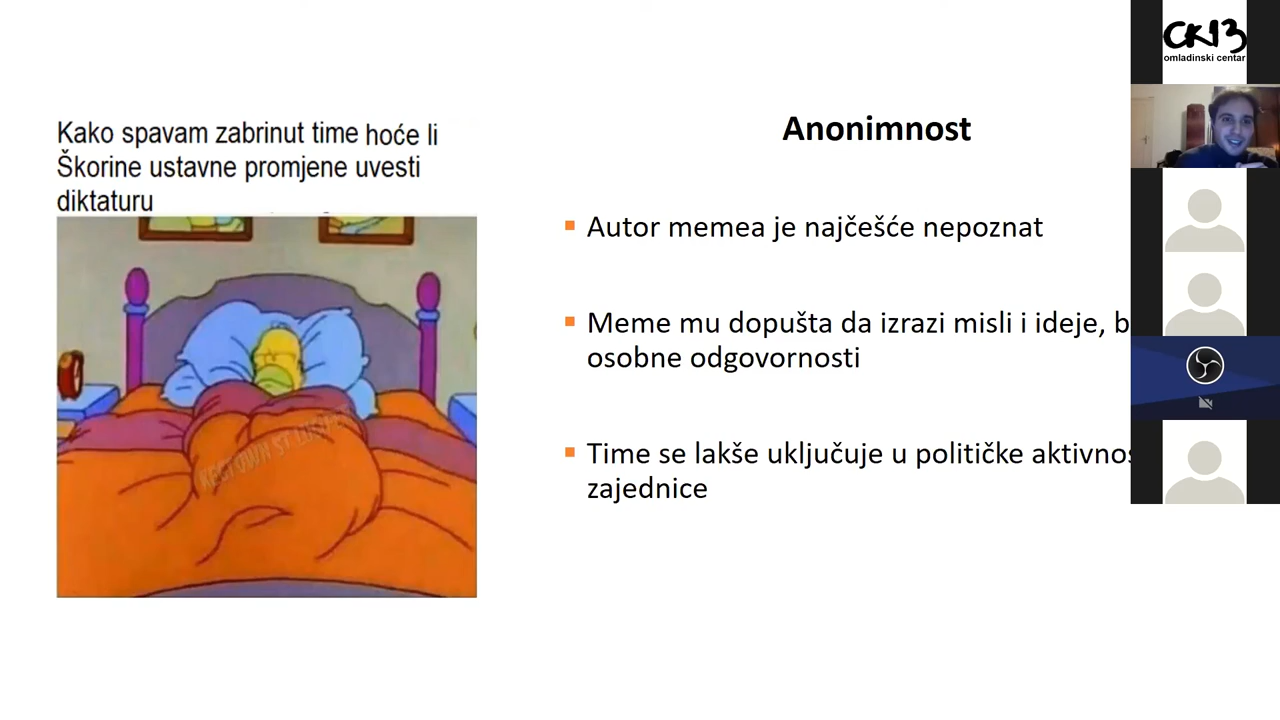 Kako spavam zabrinut time hoće li
Škorine ustavne promjene uvesti
diktaturu
Anonimnost
Autor memea je najčešće nepoznat
Meme mu dopušta da izrazi misli i ideje, b
osobne odgovornosti
Time se lakše uključuje u političke aktivnos
zajednice
CK13
omladinski centar